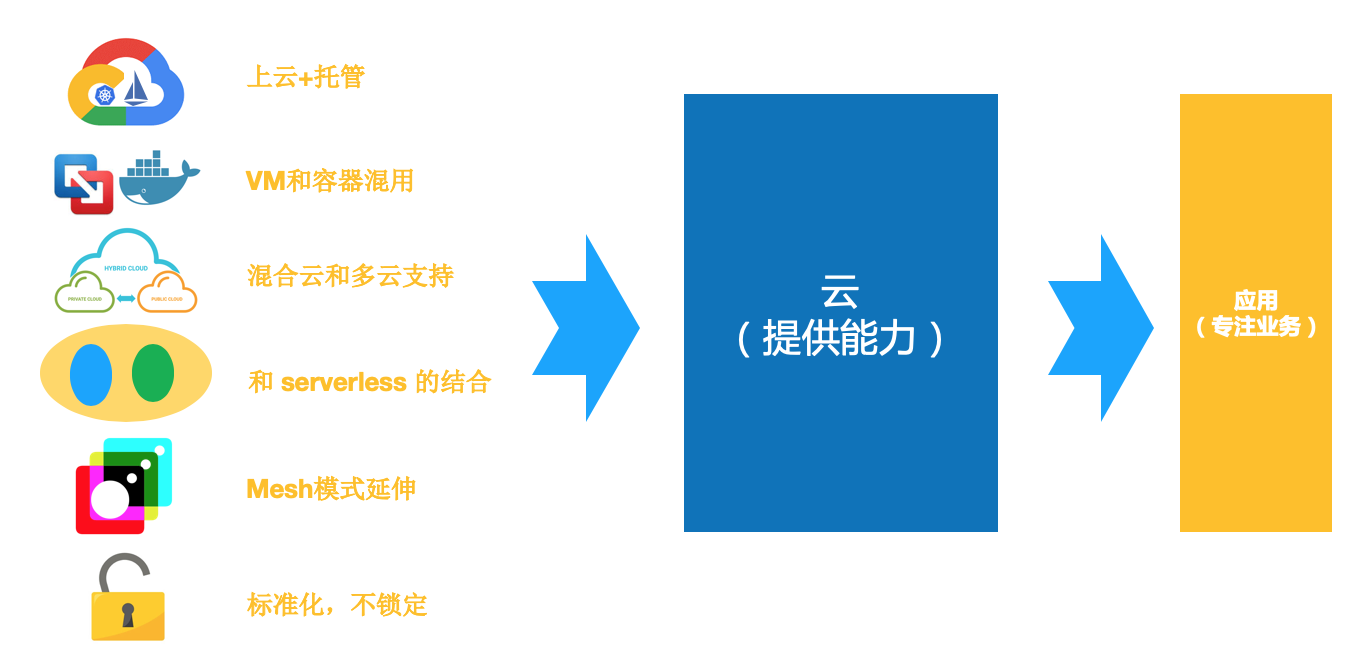 上云+托管
VM和容器混用
HYBRID CLOUD
PRIVATE CLOUD
PUBLIC CLOUD
混合云和多云支持
和 serverless 的结合
Mesh模式延伸
标准化，不锁定
云
（提供能力）
应用
（专注业务）